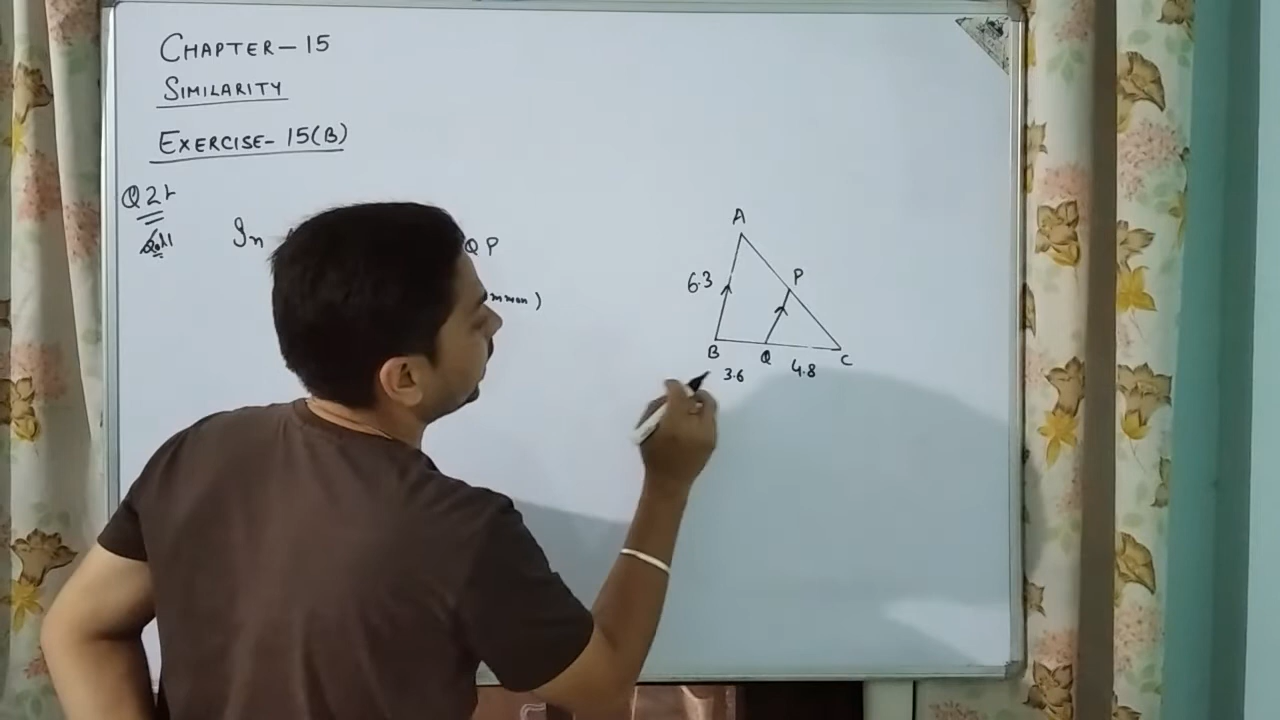 CHAPTER-15
SIMILARITY
EXERCISE- 15(B)
Q2)-
In QP
A
6.3 P
B Q C
3.6 4.8